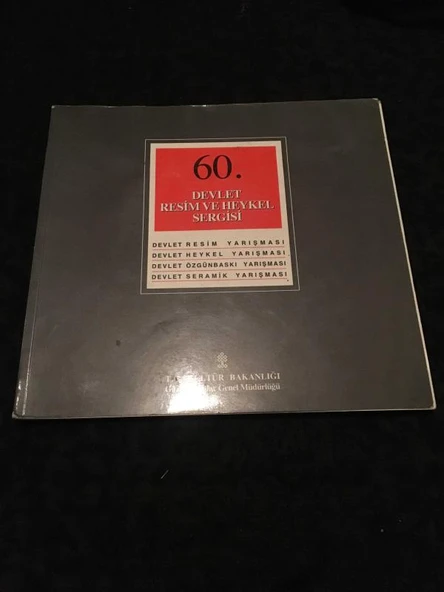 60.
DEVLET
RESİM VE HEYKEL
SERGİSİ
DEVLET RESİM YARIŞMASI
DEVLET HEYKEL YARIŞMASI
DEVLET ÖZGÜNBASKI YARIŞMASI
DEVLET SERAMİK YARIŞMASI
BAKANLIĞI
Genel Müdürlüğü